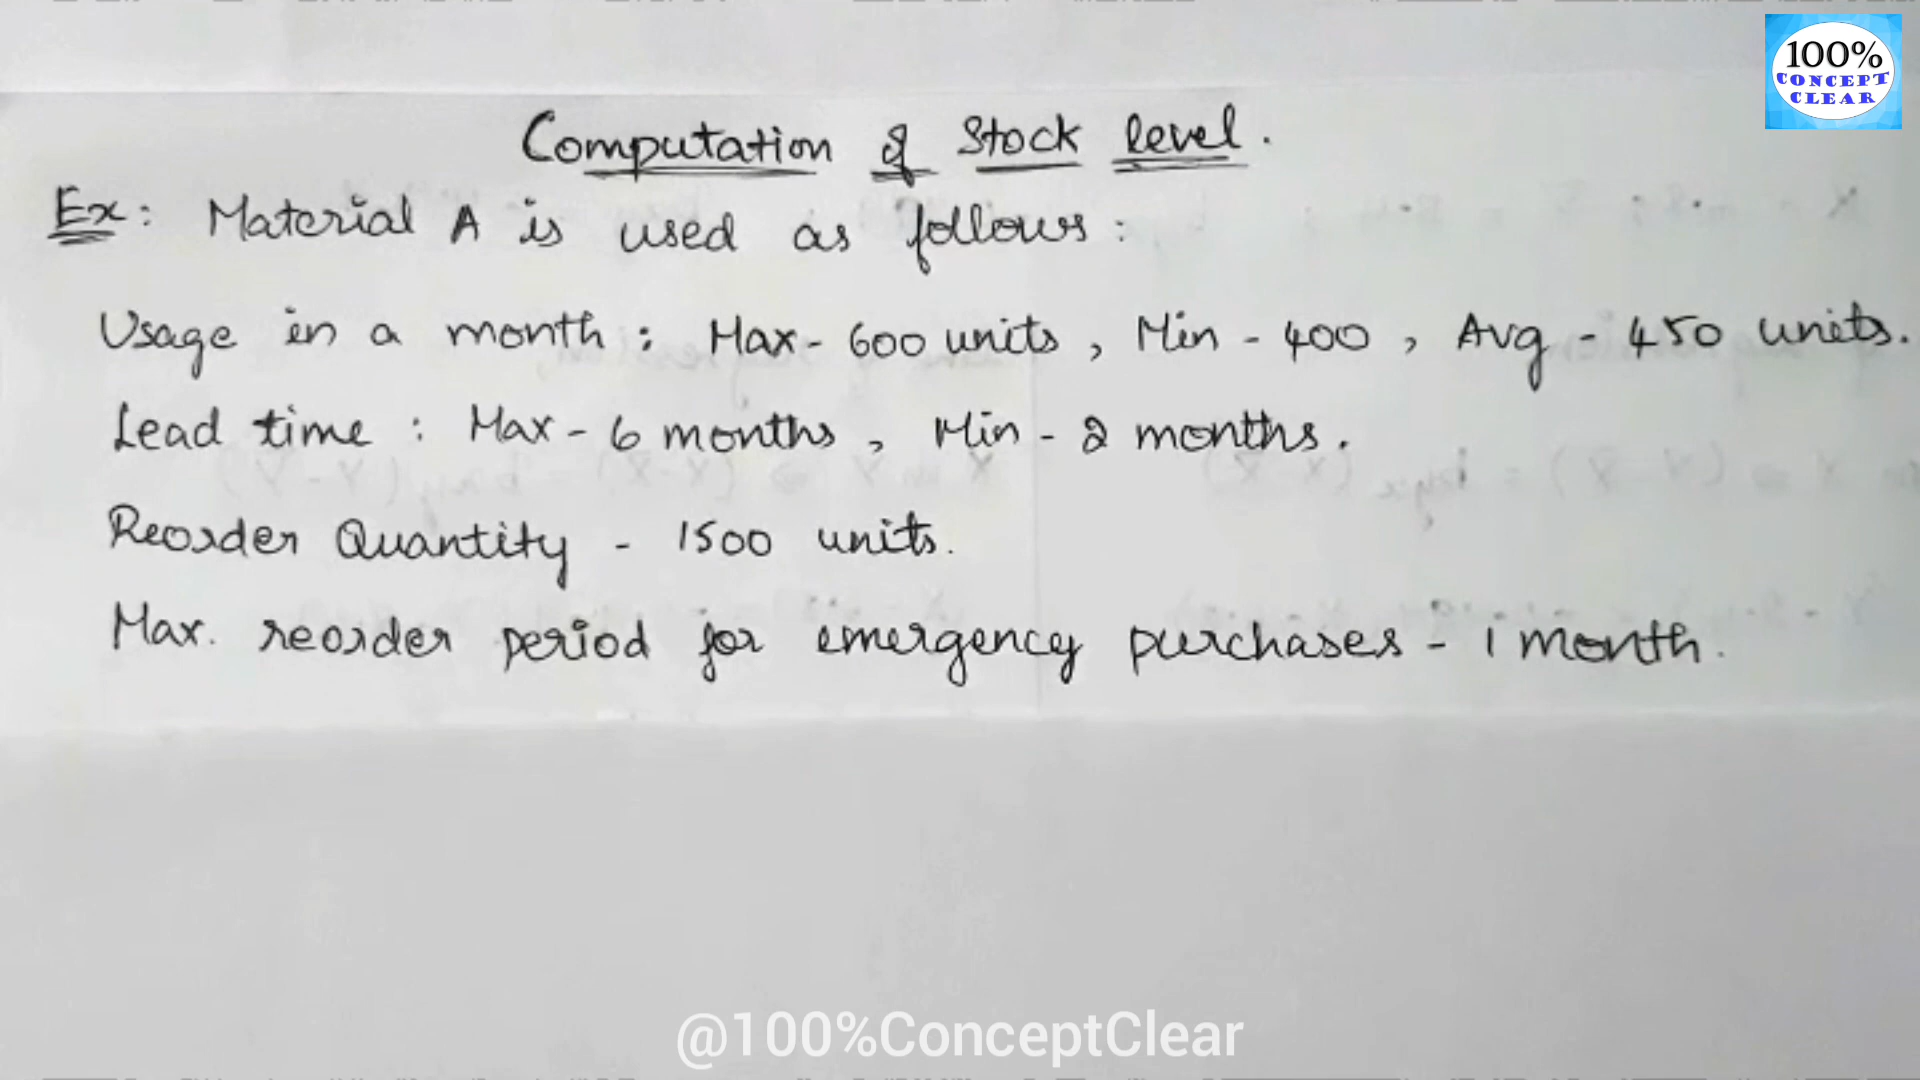 100%
CONCEPT
CLEAR
Computation of Stock level.
Ex: Material A is used as follows:
Usage in a month: Max- 600 units, Min - 400, Avg - 450 units.
Lead time: Max - 6 months, Min - 2 months.
Reorder Quantity - 1500 units.
Max. reorder period for emergency purchases - 1 month.
@100%ConceptClear